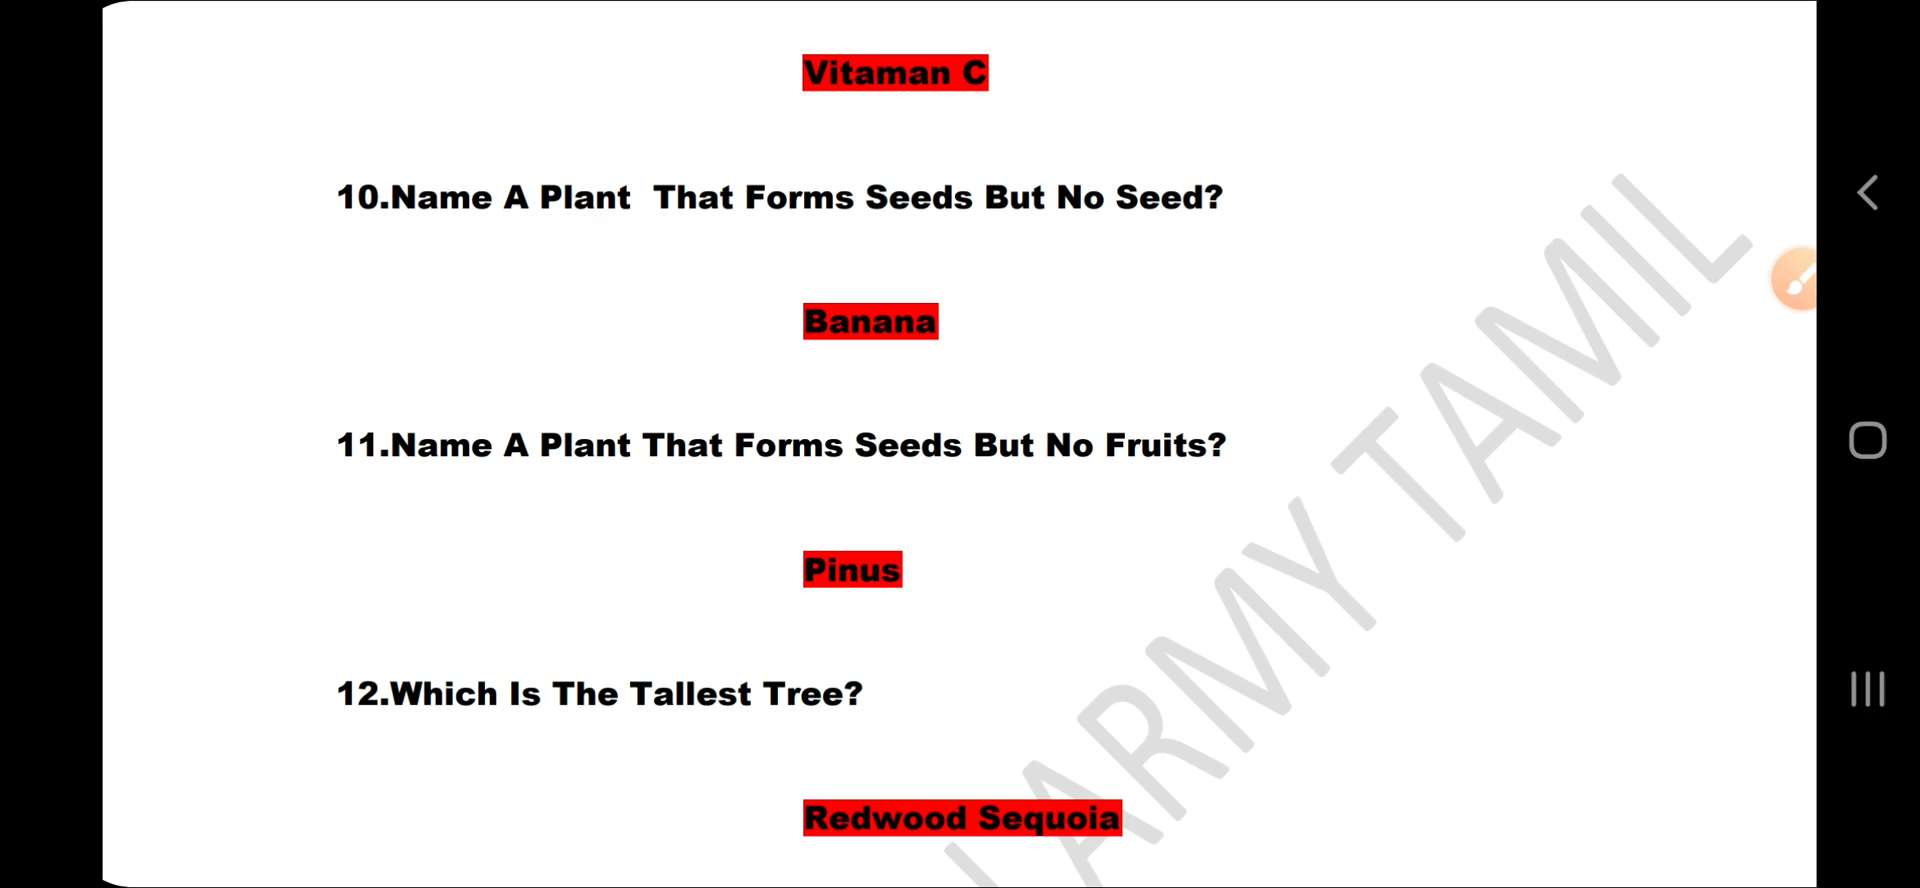 Vitaman C
10.Name A Plant  That Forms Seeds But No Seed?
Banana
11.Name A Plant That Forms Seeds But No Fruits?
Pinus
12.Which Is The Tallest Tree?
Redwood Sequoia
ARMY TAMIL